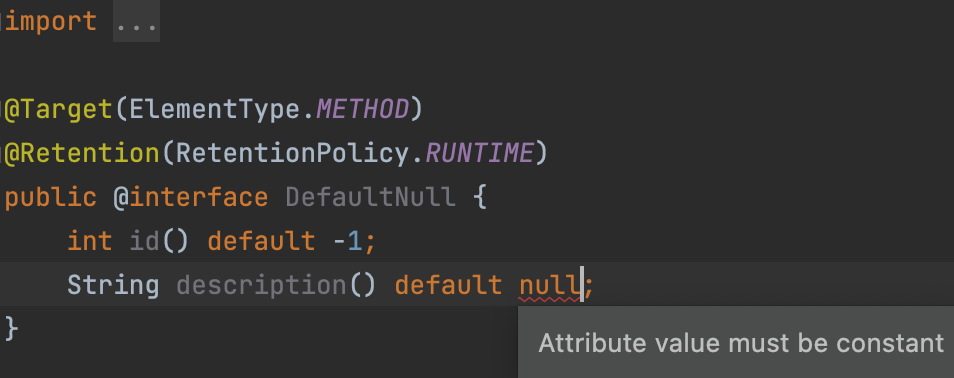 import ...
@Target(ElementType.METHOD)
@Retention(RetentionPolicy.RUNTIME)
public @interface DefaultNull {
    int id() default -1;
    String description() default null;
}
Attribute value must be constant